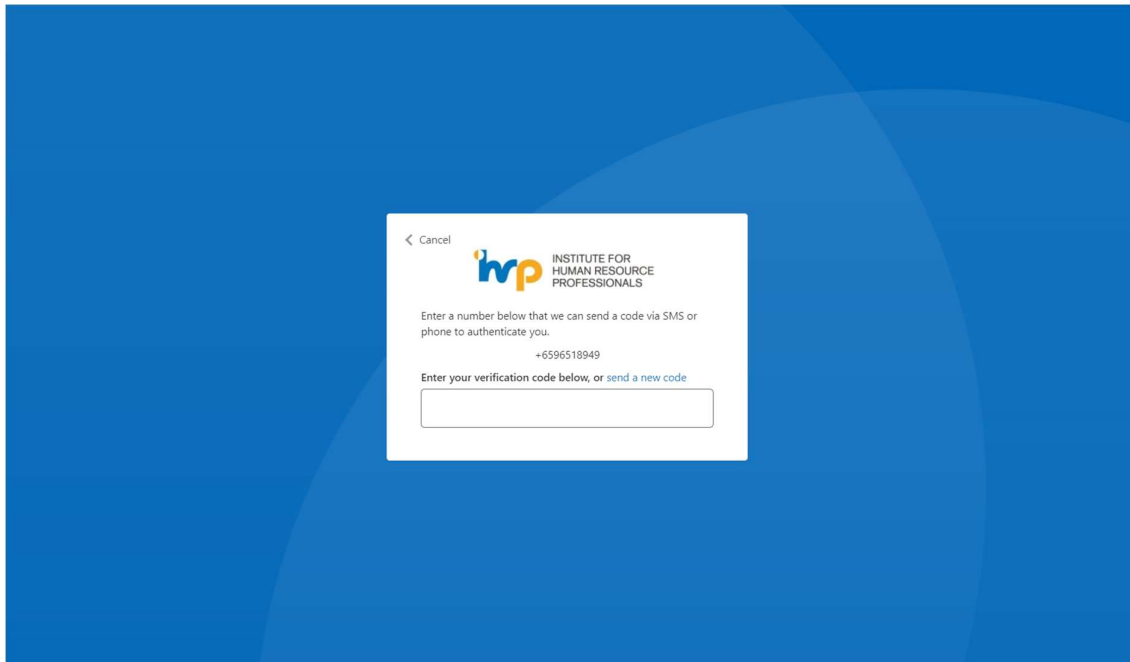 Cancel
ihrp
INSTITUTE FOR
HUMAN RESOURCE
PROFESSIONALS
Enter a number below that we can send a code via SMS or
phone to authenticate you.
+6596518949
Enter your verification code below, or send a new code